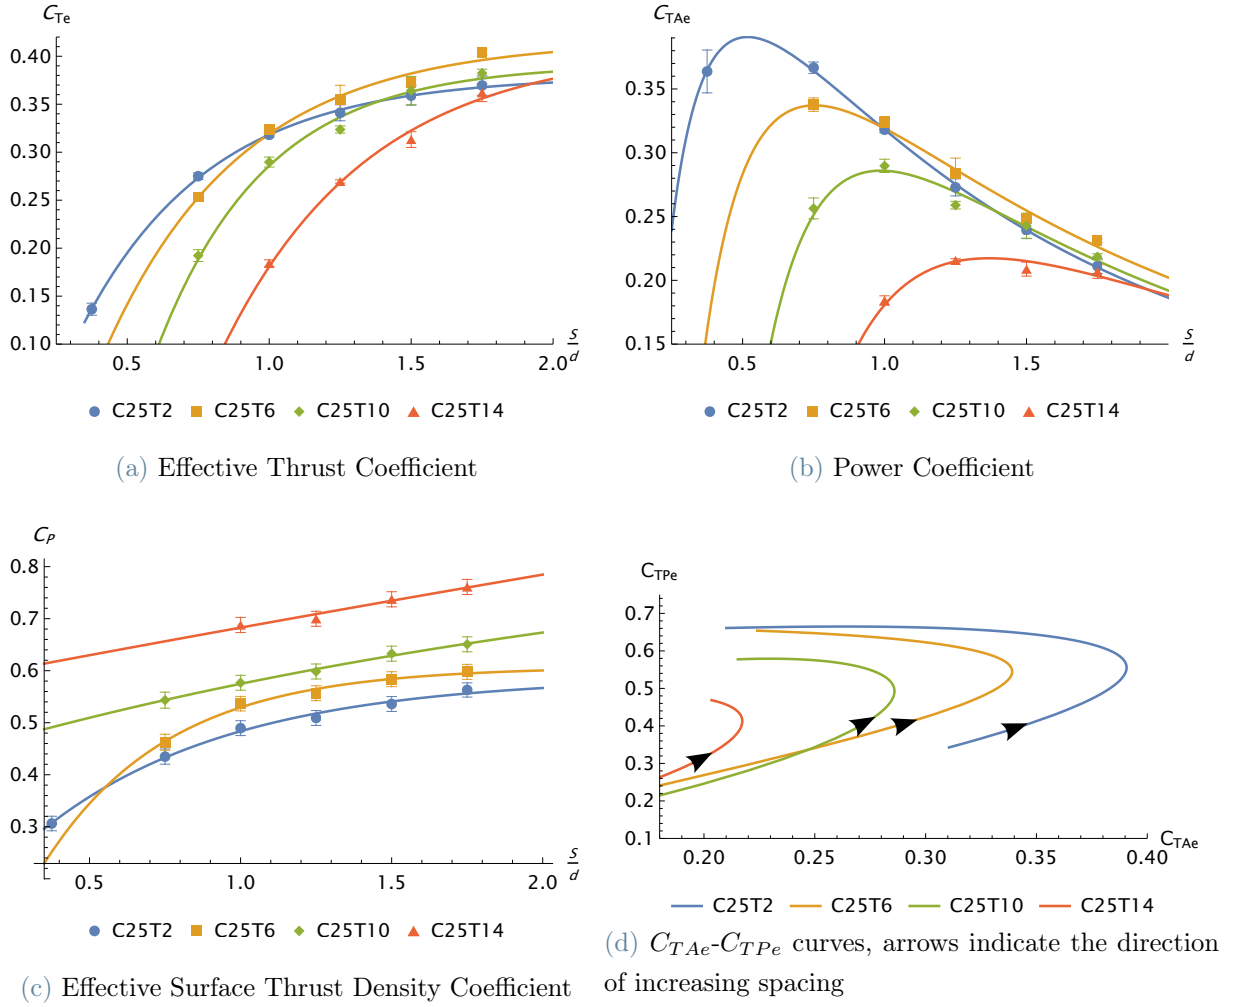 C_Te
0.40
0.35
0.30
0.25
0.20
0.15
0.10
0.5 1.0 1.5 2.0
s/d
C25T2 C25T6 C25T10 C25T14
(a) Effective Thrust Coefficient
C_TAe
0.35
0.30
0.25
0.20
0.15
0.5 1.0 1.5
s/d
C25T2 C25T6 C25T10 C25T14
(b) Power Coefficient
C_P
0.8
0.7
0.6
0.5
0.4
0.3
0.5 1.0 1.5 2.0
s/d
C25T2 C25T6 C25T10 C25T14
(c) Effective Surface Thrust Density Coefficient
C_TPe
0.7
0.6
0.5
0.4
0.3
0.2
0.1
0.20 0.25 0.30 0.35 0.40
C_TAe
C25T2 C25T6 C25T10 C25T14
(d) C_TAe-C_TPe curves, arrows indicate the direction
of increasing spacing